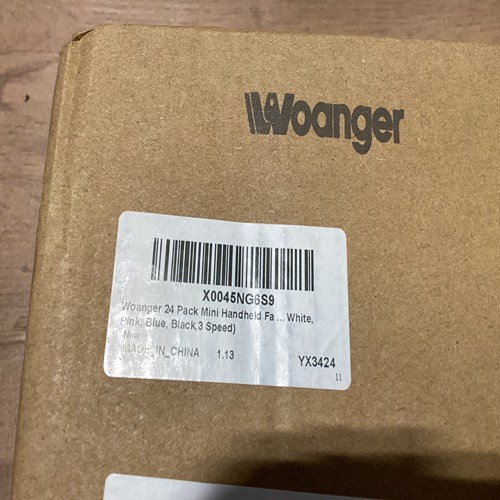 Woanger
X0045NG6S9
Woanger 24 Pack Mini Handheld Fa ... White,
Pink, Blue, Black,3 Speed)
New
MADE_IN_CHINA 1.13 YX3424
11